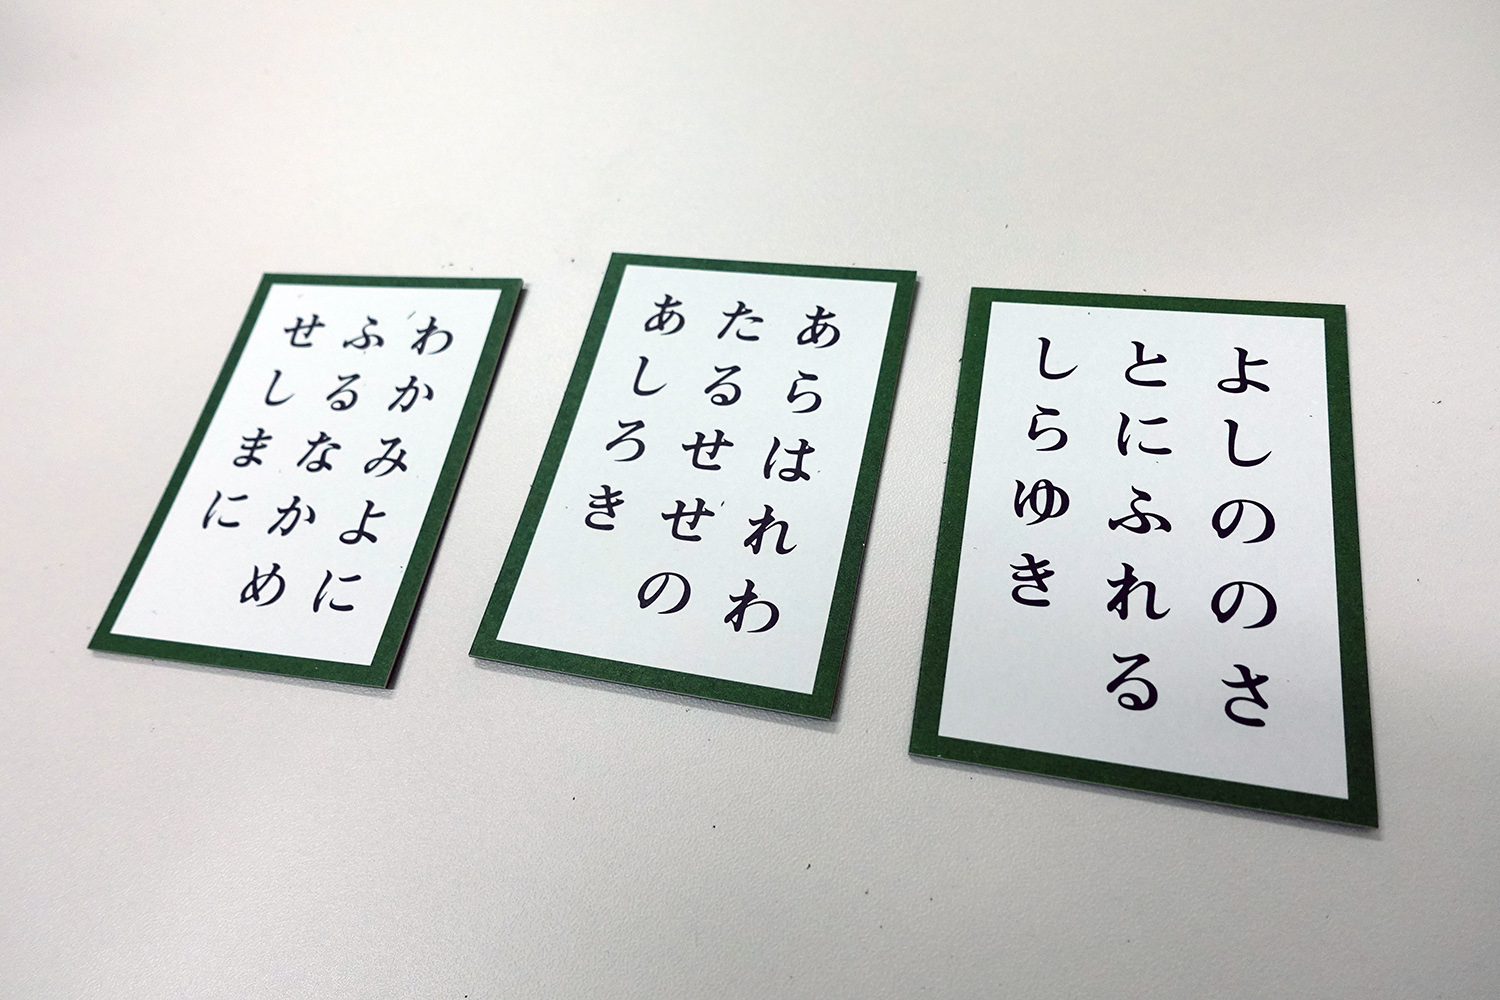 よしののさ
とにふれる
しらゆき
あらはれわ
たるせせの
あしろき
わかみよに
ふるなかめ
せしまに